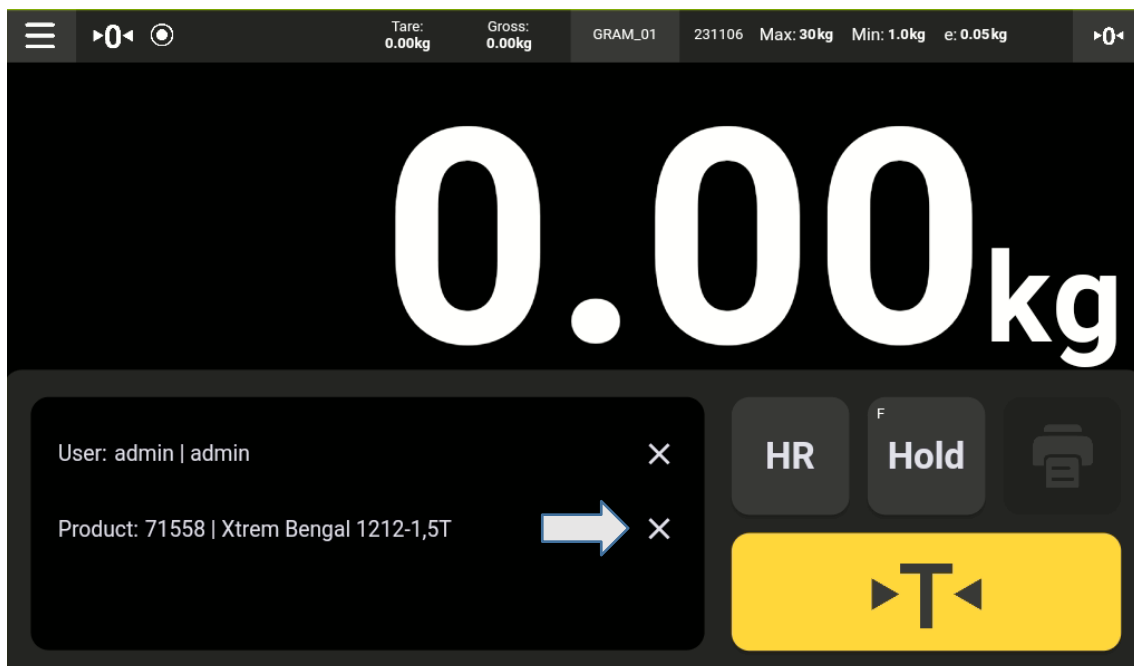 ▸0◂
Tare:
0.00kg
Gross:
0.00kg
GRAM_01
231106 Max: 30kg Min: 1.0kg e: 0.05kg
▸0◂
0.00kg
User: admin | admin
Product: 71558 | Xtrem Bengal 1212-1,5T
HR
F
Hold
▸T◂